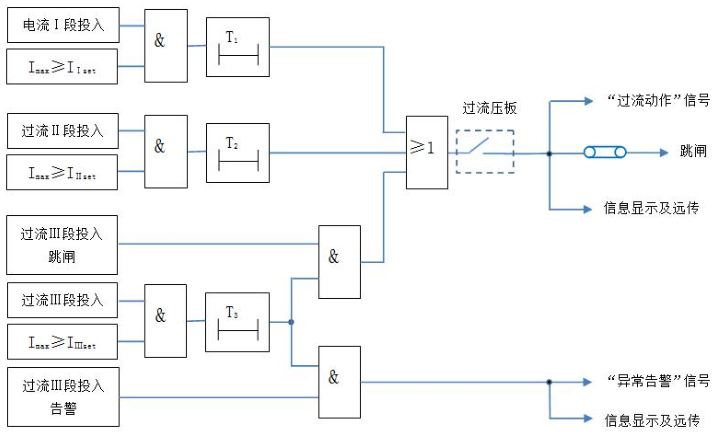 电流Ⅰ段投入
&
T₁
Iₘₐₓ≥I_Ⅰset
过流压板
“过流动作”信号
过流Ⅱ段投入
&
T₂
≥1
跳闸
Iₘₐₓ≥I_Ⅱset
信息显示及远传
过流Ⅲ段投入
跳闸
&
过流Ⅲ段投入
&
T₃
Iₘₐₓ≥I_Ⅲset
过流Ⅲ段投入
告警
&
“异常告警”信号
信息显示及远传